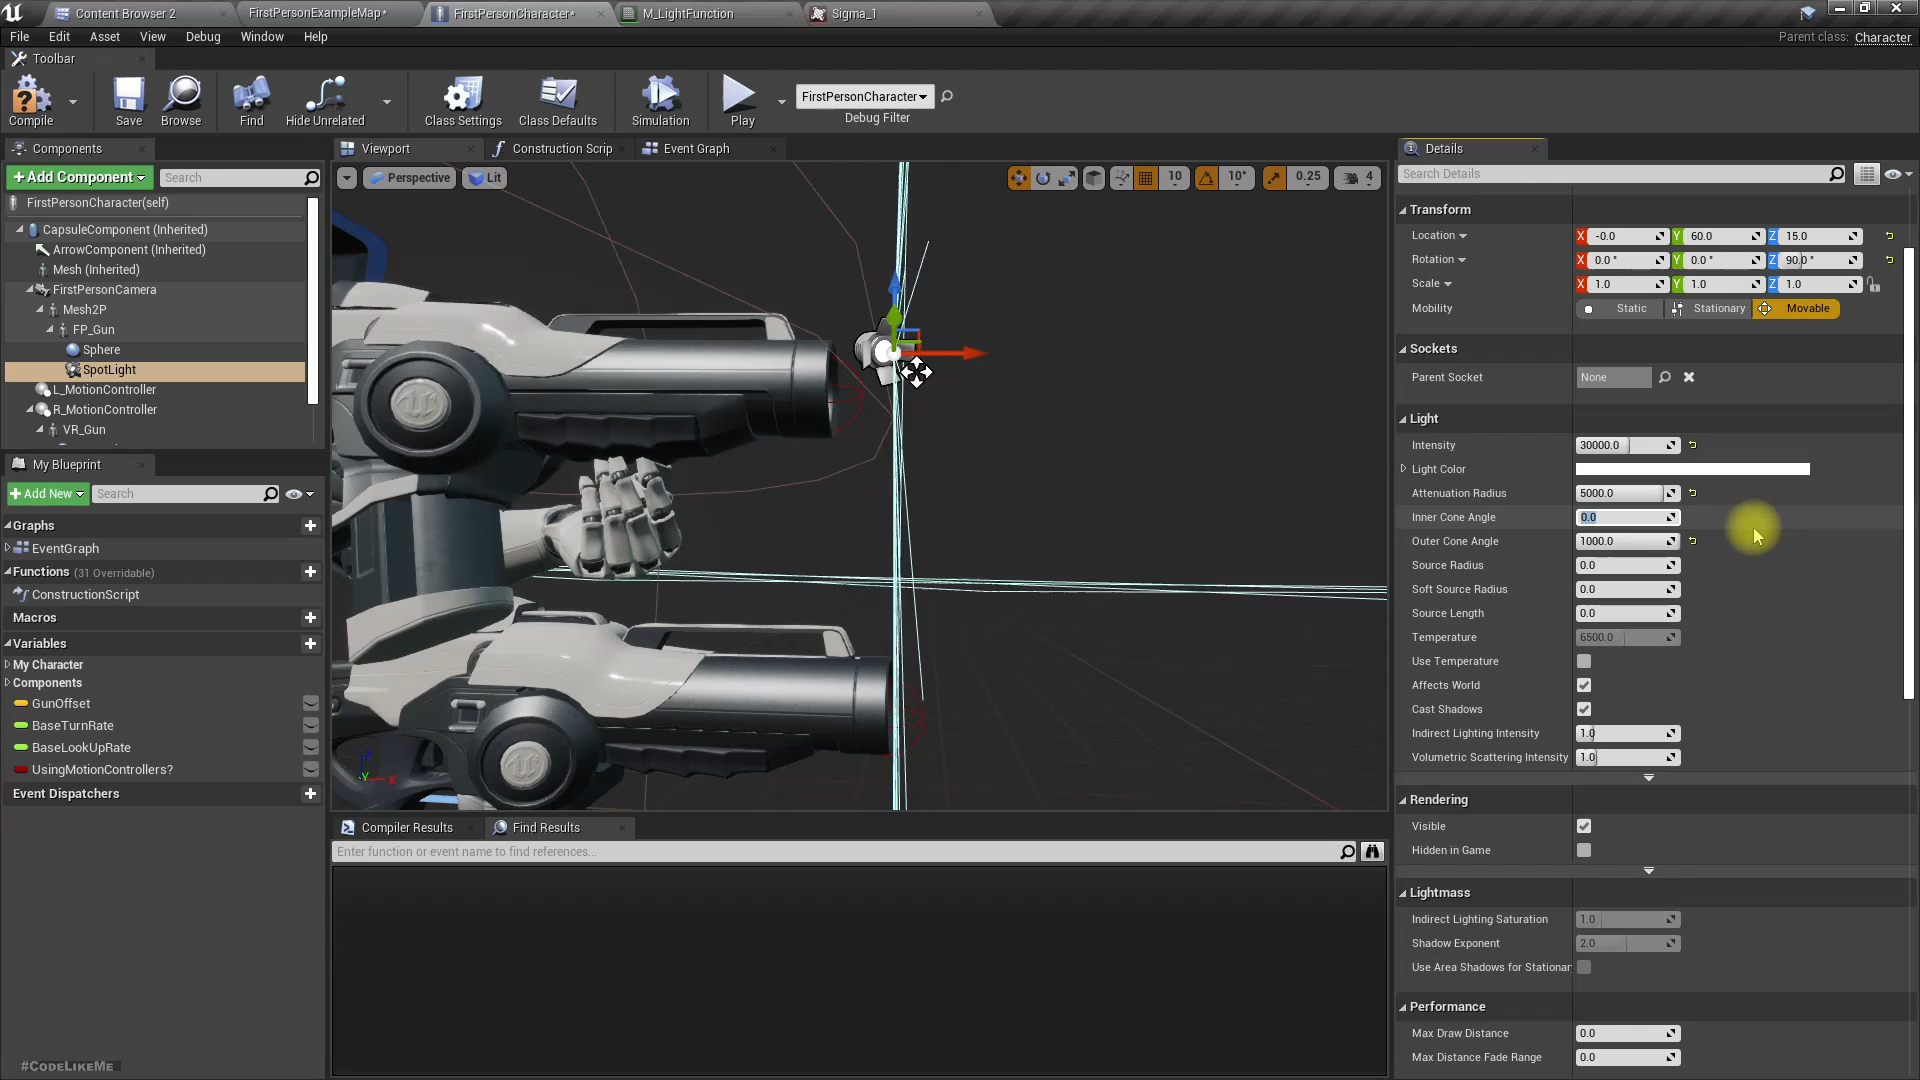 Content Browser 2
FirstPersonExampleMap*
FirstPersonCharacter*
M_LightFunction
Sigma_1
File Edit Asset View Debug Window Help
Parent class: Character
Toolbar
Compile
Save
Browse
Find
Hide Unrelated
Class Settings
Class Defaults
Simulation
Play
FirstPersonCharacter
Debug Filter
Components
+Add Component
Search
FirstPersonCharacter(self)
CapsuleComponent (Inherited)
ArrowComponent (Inherited)
Mesh (Inherited)
FirstPersonCamera
Mesh2P
FP_Gun
Sphere
SpotLight
L_MotionController
R_MotionController
VR_Gun
My Blueprint
+Add New
Search
Graphs
EventGraph
Functions (31 Overridable)
ConstructionScript
Macros
Variables
My Character
Components
GunOffset
BaseTurnRate
BaseLookUpRate
UsingMotionControllers?
Event Dispatchers
#CodeLikeMe
Viewport
Construction Scrip
Event Graph
Perspective
Lit
10
10°
0.25
4
Z
Y
X
Compiler Results
Find Results
Enter function or event name to find references...
Details
Search Details
Transform
Location X -0.0 Y 60.0 Z 15.0
Rotation X 0.0 ° Y 0.0 ° Z 90.0 °
Scale X 1.0 Y 1.0 Z 1.0
Mobility Static Stationary Movable
Sockets
Parent Socket None
Light
Intensity 30000.0
Light Color
Attenuation Radius 5000.0
Inner Cone Angle 0.0
Outer Cone Angle 1000.0
Source Radius 0.0
Soft Source Radius 0.0
Source Length 0.0
Temperature 6500.0
Use Temperature
Affects World
Cast Shadows
Indirect Lighting Intensity 1.0
Volumetric Scattering Intensity 1.0
Rendering
Visible
Hidden in Game
Lightmass
Indirect Lighting Saturation 1.0
Shadow Exponent 2.0
Use Area Shadows for Stationar
Performance
Max Draw Distance 0.0
Max Distance Fade Range 0.0